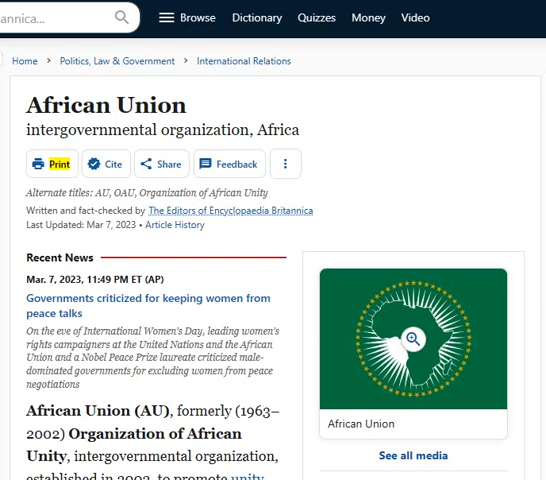 annica...
Browse Dictionary Quizzes Money Video
Home > Politics, Law & Government > International Relations
African Union
intergovernmental organization, Africa
Print Cite Share Feedback
Alternate titles: AU, OAU, Organization of African Unity
Written and fact-checked by The Editors of Encyclopaedia Britannica
Last Updated: Mar 7, 2023 • Article History
Recent News
Mar. 7, 2023, 11:49 PM ET (AP)
Governments criticized for keeping women from
peace talks
On the eve of International Women's Day, leading women's
rights campaigners at the United Nations and the African
Union and a Nobel Peace Prize laureate criticized male-
dominated governments for excluding women from peace
negotiations
African Union (AU), formerly (1963–
2002) Organization of African
Unity, intergovernmental organization,
established in 2002, to promote unity
African Union
See all media